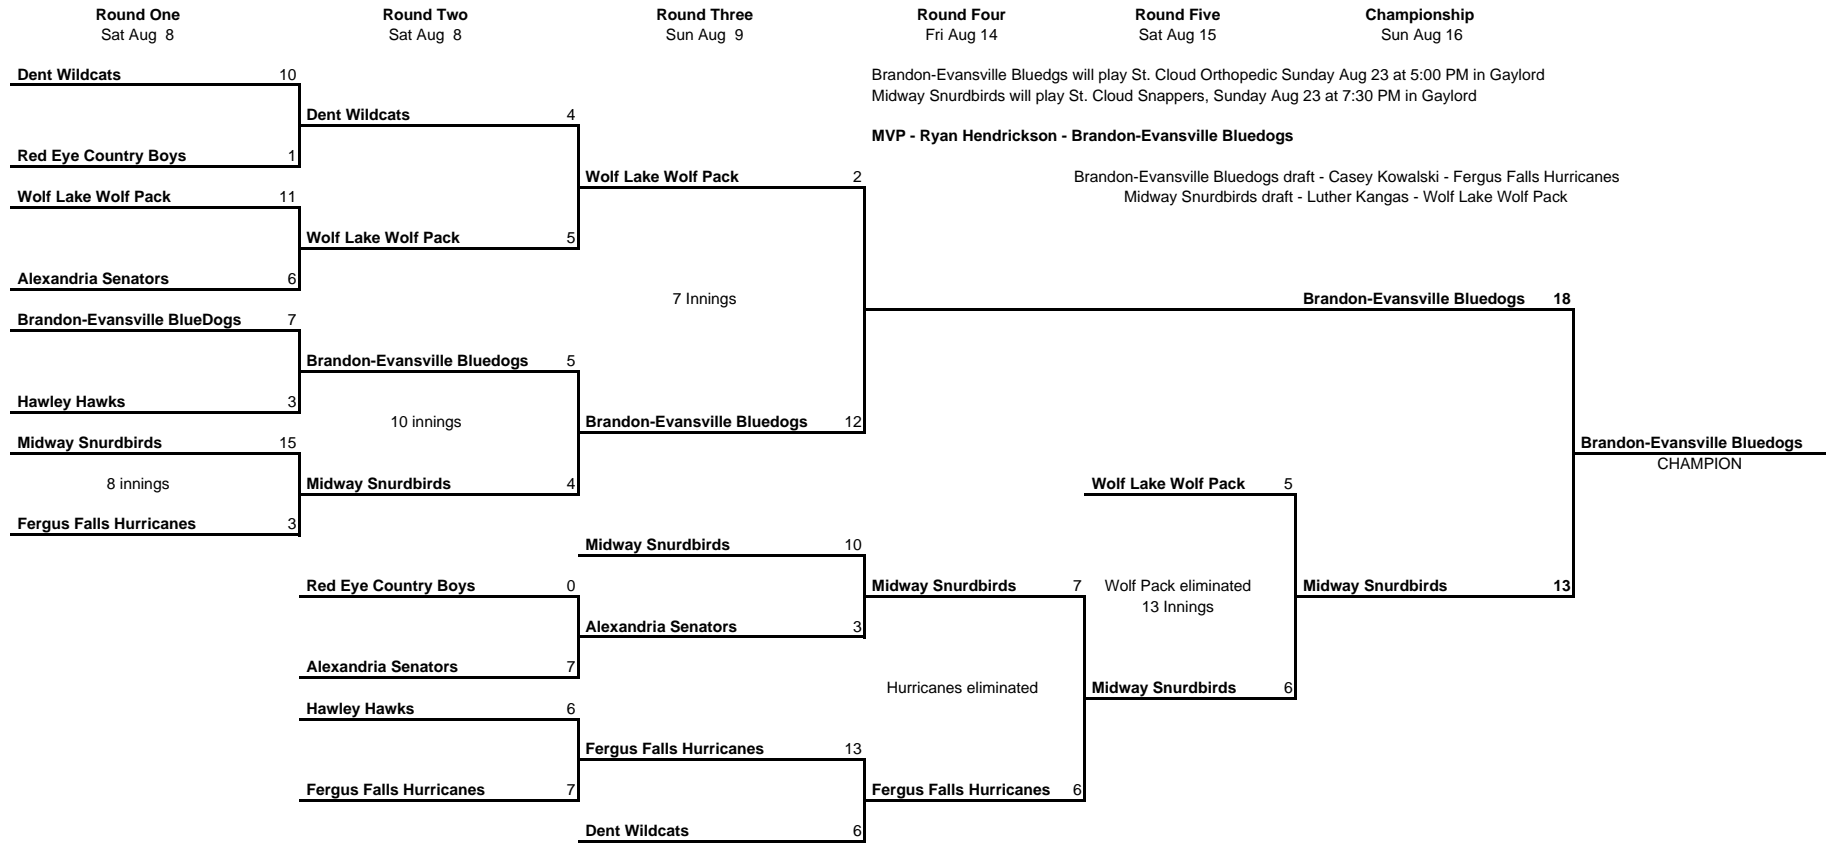 Round One Round Two Round Three Round Four Round Five Championship
Sat Aug 8 Sat Aug 8 Sun Aug 9 Fri Aug 14 Sat Aug 15 Sun Aug 16
Dent Wildcats 10 Brandon-Evansville Bluedgs will play St. Cloud Orthopedic Sunday Aug 23 at 5:00 PM in Gaylord
Midway Snurdbirds will play St. Cloud Snappers, Sunday Aug 23 at 7:30 PM in Gaylord
Dent Wildcats 4
MVP - Ryan Hendrickson - Brandon-Evansville Bluedogs
Red Eye Country Boys 1
Wolf Lake Wolf Pack 2 Brandon-Evansville Bluedogs draft - Casey Kowalski - Fergus Falls Hurricanes
Wolf Lake Wolf Pack 11 Midway Snurdbirds draft - Luther Kangas - Wolf Lake Wolf Pack
Wolf Lake Wolf Pack 5
Alexandria Senators 6
7 Innings Brandon-Evansville Bluedogs 18
Brandon-Evansville BlueDogs 7
Brandon-Evansville Bluedogs 5
Hawley Hawks 3
10 innings Brandon-Evansville Bluedogs 12
Midway Snurdbirds 15 Brandon-Evansville Bluedogs
CHAMPION
8 innings Midway Snurdbirds 4 Wolf Lake Wolf Pack 5
Fergus Falls Hurricanes 3
Midway Snurdbirds 10
Red Eye Country Boys 0 Midway Snurdbirds 7 Wolf Pack eliminated Midway Snurdbirds 13
13 Innings
Alexandria Senators 3
Alexandria Senators 7
Hurricanes eliminated Midway Snurdbirds 6
Hawley Hawks 6
Fergus Falls Hurricanes 13
Fergus Falls Hurricanes 7 Fergus Falls Hurricanes 6
Dent Wildcats 6